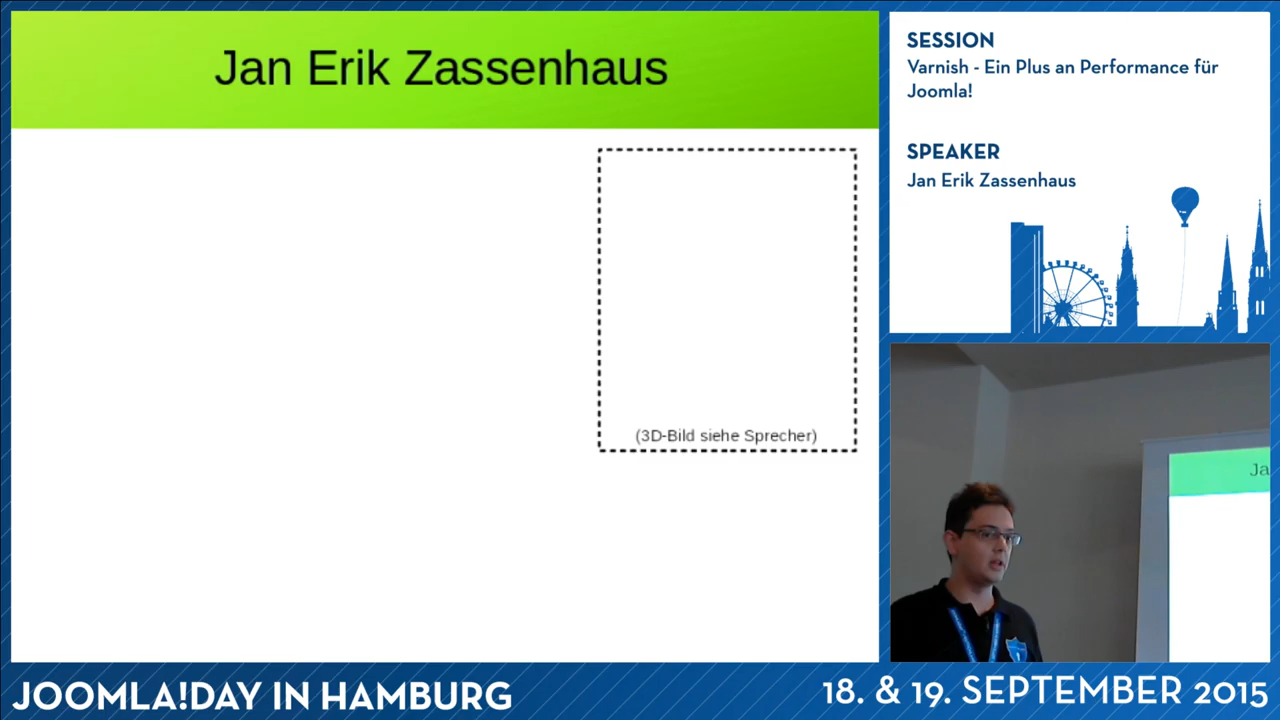 Jan Erik Zassenhaus
(3D-Bild siehe Sprecher)
SESSION
Varnish - Ein Plus an Performance für
Joomla!
SPEAKER
Jan Erik Zassenhaus
Ja
JOOMLA!DAY IN HAMBURG
18. & 19. SEPTEMBER 2015